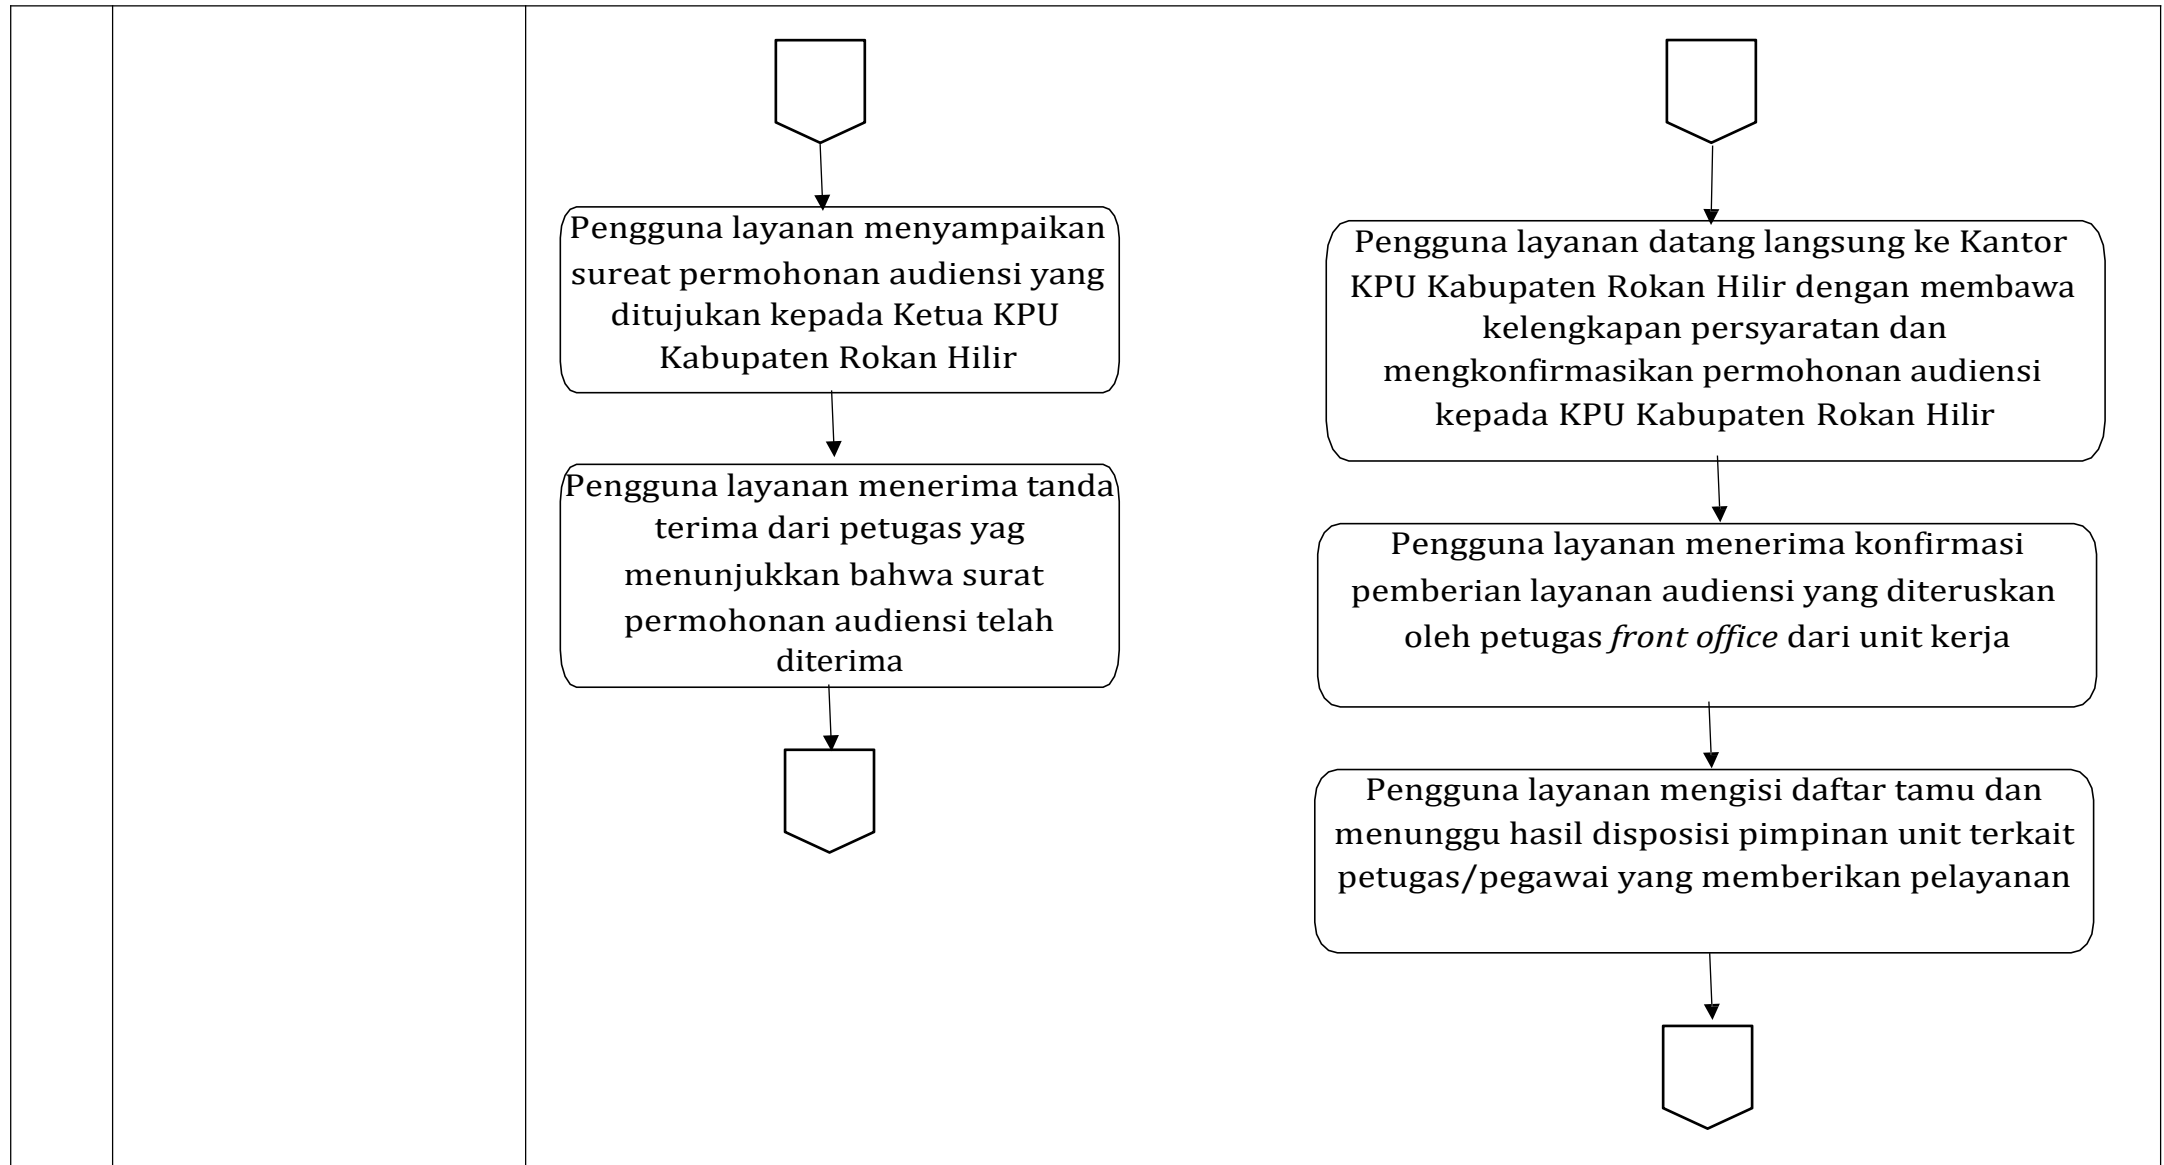 Pengguna layanan menyampaikan
sureat permohonan audiensi yang
ditujukan kepada Ketua KPU
Kabupaten Rokan Hilir
Pengguna layanan menerima tanda
terima dari petugas yag
menunjukkan bahwa surat
permohonan audiensi telah
diterima
Pengguna layanan datang langsung ke Kantor
KPU Kabupaten Rokan Hilir dengan membawa
kelengkapan persyaratan dan
mengkonfirmasikan permohonan audiensi
kepada KPU Kabupaten Rokan Hilir
Pengguna layanan menerima konfirmasi
pemberian layanan audiensi yang diteruskan
oleh petugas front office dari unit kerja
Pengguna layanan mengisi daftar tamu dan
menunggu hasil disposisi pimpinan unit terkait
petugas/pegawai yang memberikan pelayanan